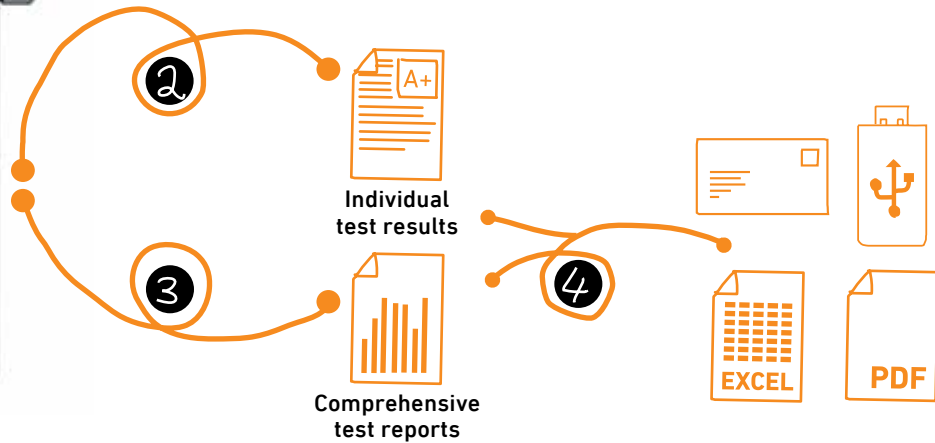 2
A+
Individual
test results
3
4
Comprehensive
test reports
EXCEL
PDF